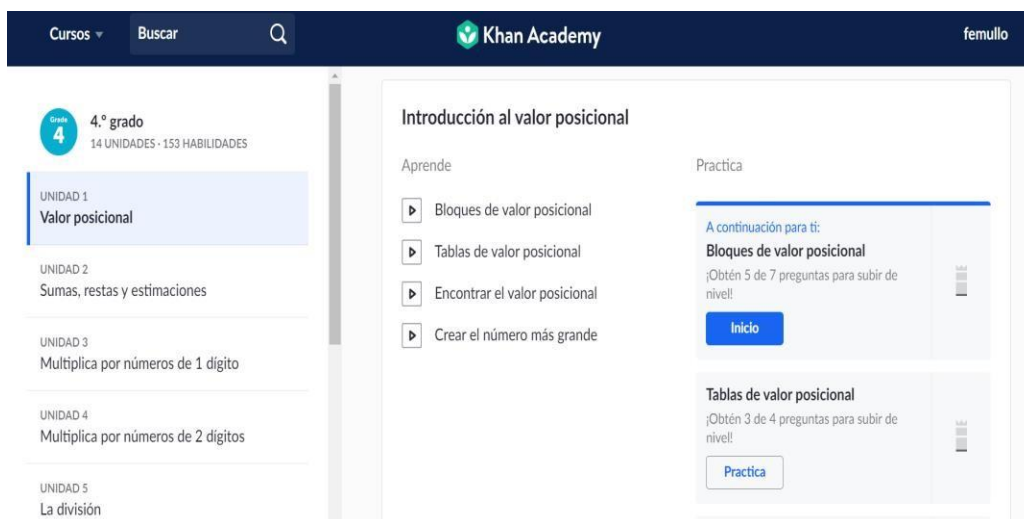 Cursos
Buscar
Khan Academy
femullo
Grade
4
4.º grado
14 UNIDADES · 153 HABILIDADES
UNIDAD 1
Valor posicional
UNIDAD 2
Sumas, restas y estimaciones
UNIDAD 3
Multiplica por números de 1 dígito
UNIDAD 4
Multiplica por números de 2 dígitos
UNIDAD 5
La división
Introducción al valor posicional
Aprende
Bloques de valor posicional
Tablas de valor posicional
Encontrar el valor posicional
Crear el número más grande
Practica
A continuación para ti:
Bloques de valor posicional
¡Obtén 5 de 7 preguntas para subir de
nivel!
Inicio
Tablas de valor posicional
¡Obtén 3 de 4 preguntas para subir de
nivel!
Practica